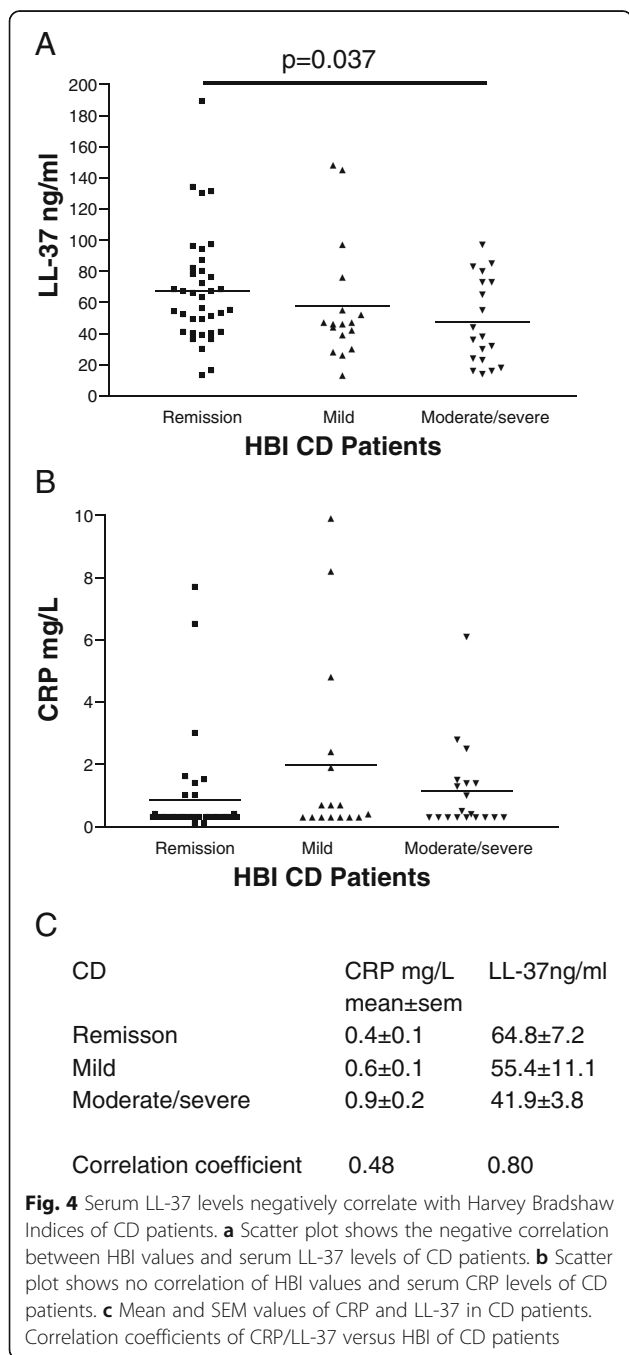 A
p=0.037
200
180
160
140
120
100
80
60
40
20
0
LL-37 ng/ml
Remission Mild Moderate/severe
HBI CD Patients
B
10
8
6
4
2
0
CRP mg/L
Remission Mild Moderate/severe
HBI CD Patients
C
CD CRP mg/L LL-37ng/ml
mean±sem
Remisson 0.4±0.1 64.8±7.2
Mild 0.6±0.1 55.4±11.1
Moderate/severe 0.9±0.2 41.9±3.8
Correlation coefficient 0.48 0.80
Fig. 4 Serum LL-37 levels negatively correlate with Harvey Bradshaw
Indices of CD patients. a Scatter plot shows the negative correlation
between HBI values and serum LL-37 levels of CD patients. b Scatter
plot shows no correlation of HBI values and serum CRP levels of CD
patients. c Mean and SEM values of CRP and LL-37 in CD patients.
Correlation coefficients of CRP/LL-37 versus HBI of CD patients